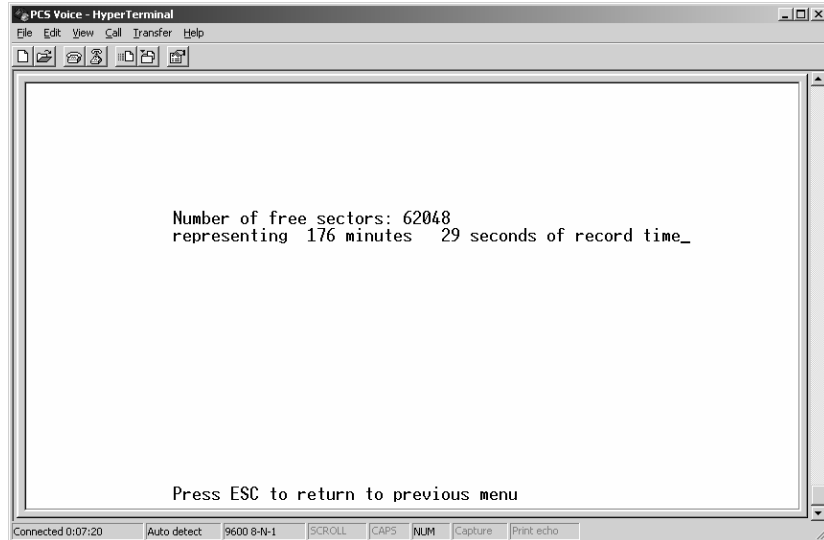 PCS Voice - HyperTerminal
File Edit View Call Transfer Help
Number of free sectors: 62048
representing 176 minutes 29 seconds of record time_
Press ESC to return to previous menu
Connected 0:07:20 Auto detect 9600 8-N-1 SCROLL CAPS NUM Capture Print echo